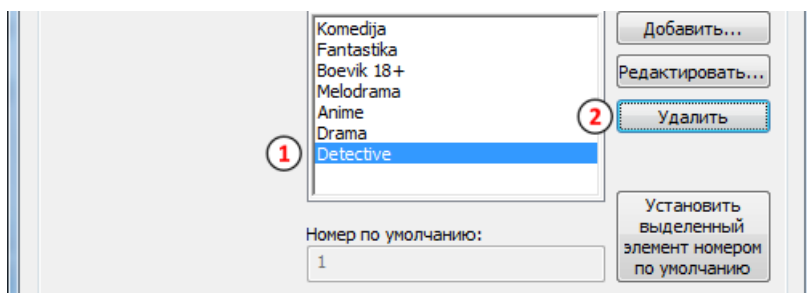 Komedija
Fantastika
Boevik 18+
Melodrama
Anime
Drama
Detective
1
Добавить...
Редактировать...
2
Удалить
Номер по умолчанию:
1
Установить
выделенный
элемент номером
по умолчанию